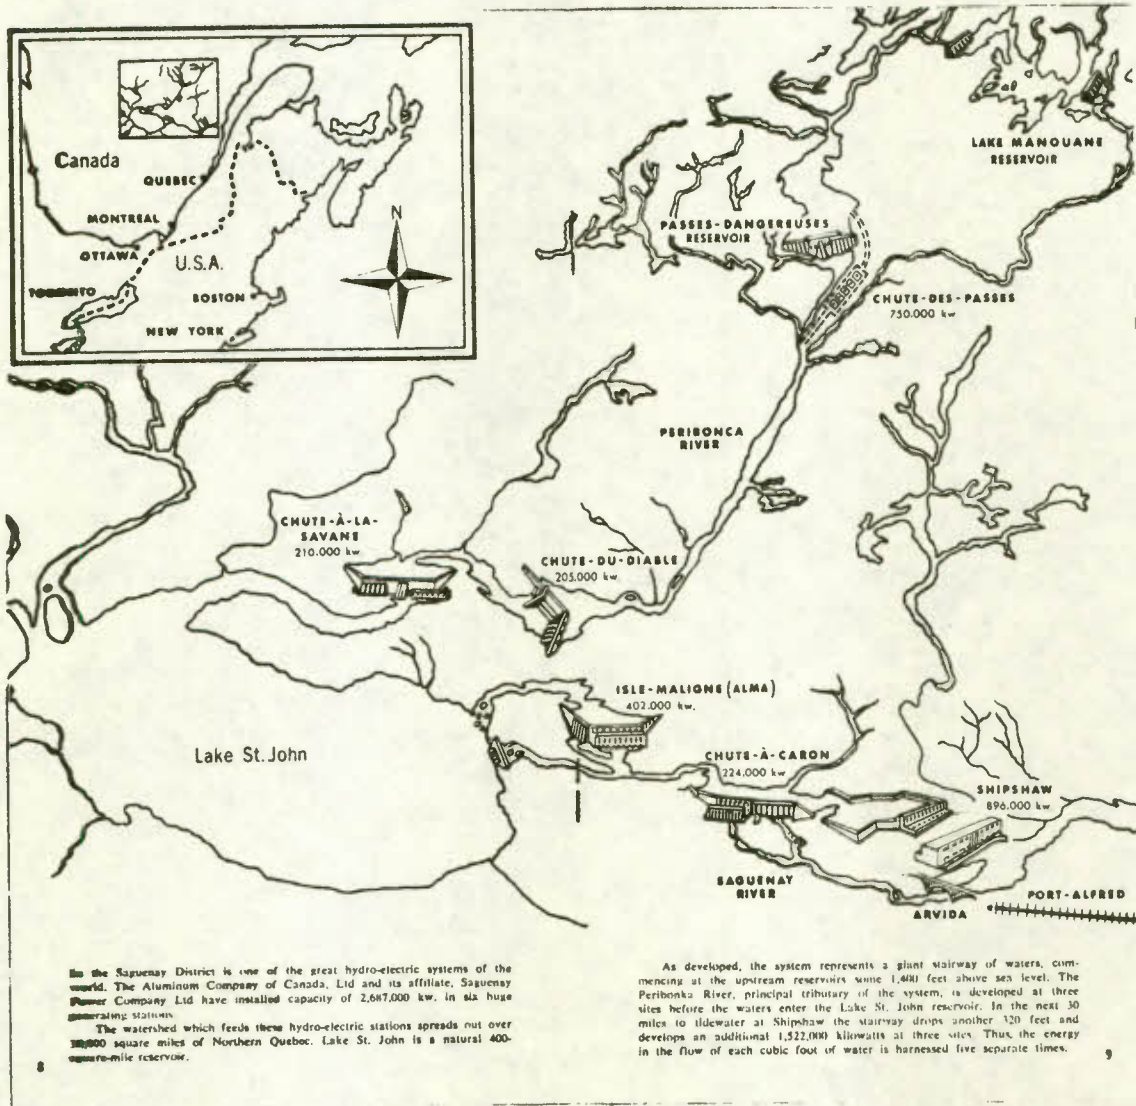 Canada
QUEBEC
MONTREAL
OTTAWA
U.S.A.
TORONTO
BOSTON
NEW YORK
N
LAKE MANOUANE
RESERVOIR
PASSES-DANGEREUSES
RESERVOIR
CHUTE-DES-PASSES
750.000 kw
PERIBONCA
RIVER
CHUTE-À-LA-
SAVANE
210.000 kw
CHUTE-DU-DIABLE
205.000 kw
ISLE-MALIGNE (ALMA)
402.000 kw.
Lake St. John
CHUTE-À-CARON
224,000 kw
SHIPSHAW
896.000 kw
SAGUENAY
RIVER
ARVIDA
PORT-ALFRED
In the Saguenay District is one of the great hydro-electric systems of the
world. The Aluminum Company of Canada, Ltd and its affiliate, Saguenay
Power Company Ltd have installed capacity of 2,687,000 kw. in six huge
generating stations
The watershed which feeds these hydro-electric stations spreads out over
square miles of Northern Quebec. Lake St. John is a natural 400-
square-mile reservoir.
8
As developed, the system represents a giant stairway of waters, com-
mencing at the upstream reservoirs some 1,400 feet above sea level. The
Peribonka River, principal tributary of the system, is developed at three
sites before the waters enter the Lake St. John reservoir. In the next 30
miles to tidewater at Shipshaw the stairway drops another 320 feet and
develops an additional 1,522,000 kilowatts at three sites. Thus, the energy
in the flow of each cubic foot of water is harnessed five separate times.
9